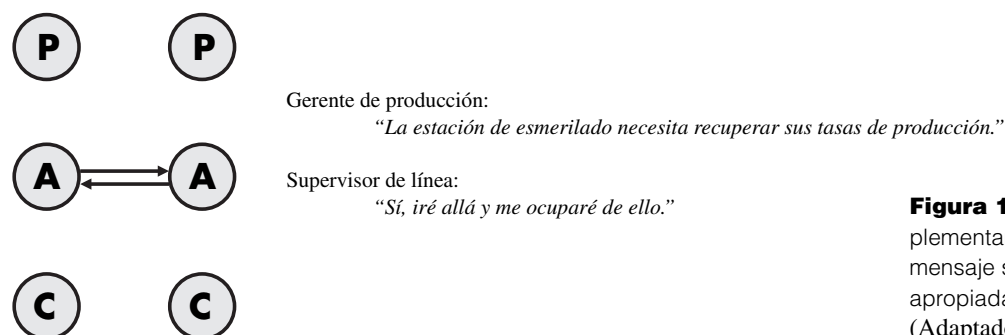 P P
Gerente de producción:
“La estación de esmerilado necesita recuperar sus tasas de producción.”
A A
Supervisor de línea:
“Sí, iré allá y me ocuparé de ello.”
Figura 1
plementa
mensaje s
apropiada
(Adaptad
C C